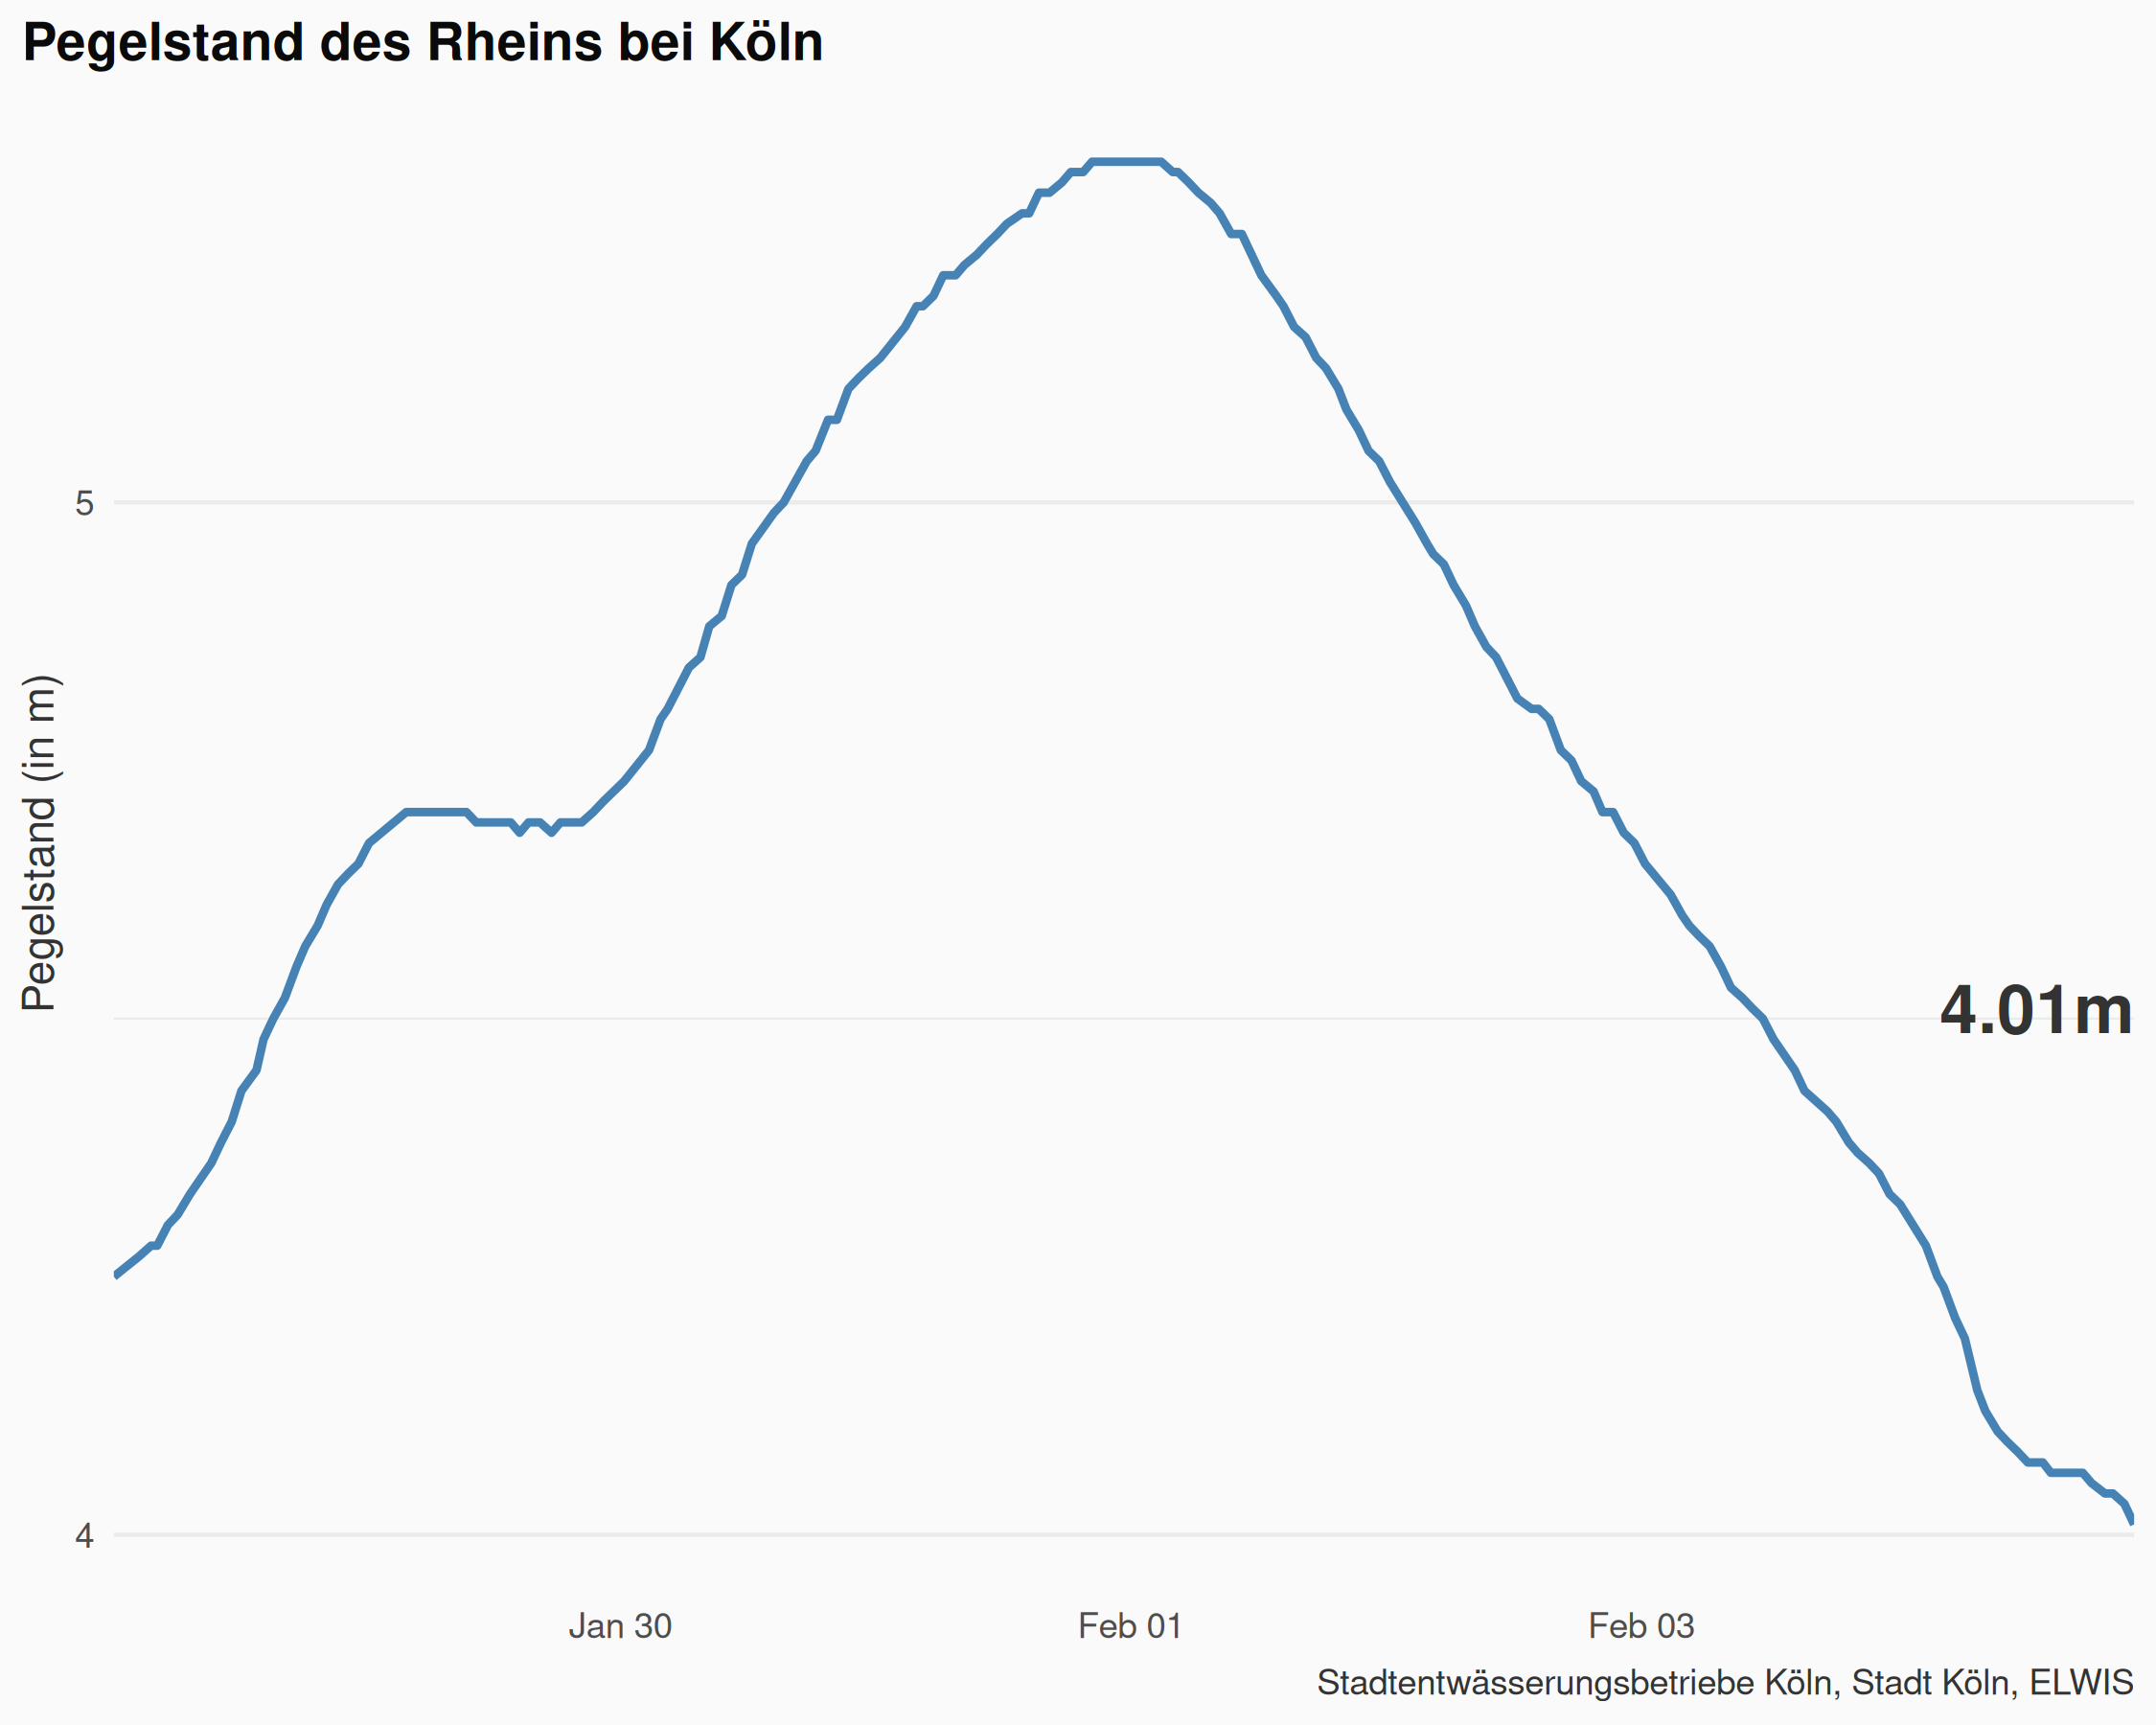 Pegelstand des Rheins bei Köln
Pegelstand (in m)
5
4.01m
4
Jan 30
Feb 01
Feb 03
Stadtentwässerungsbetriebe Köln, Stadt Köln, ELWIS